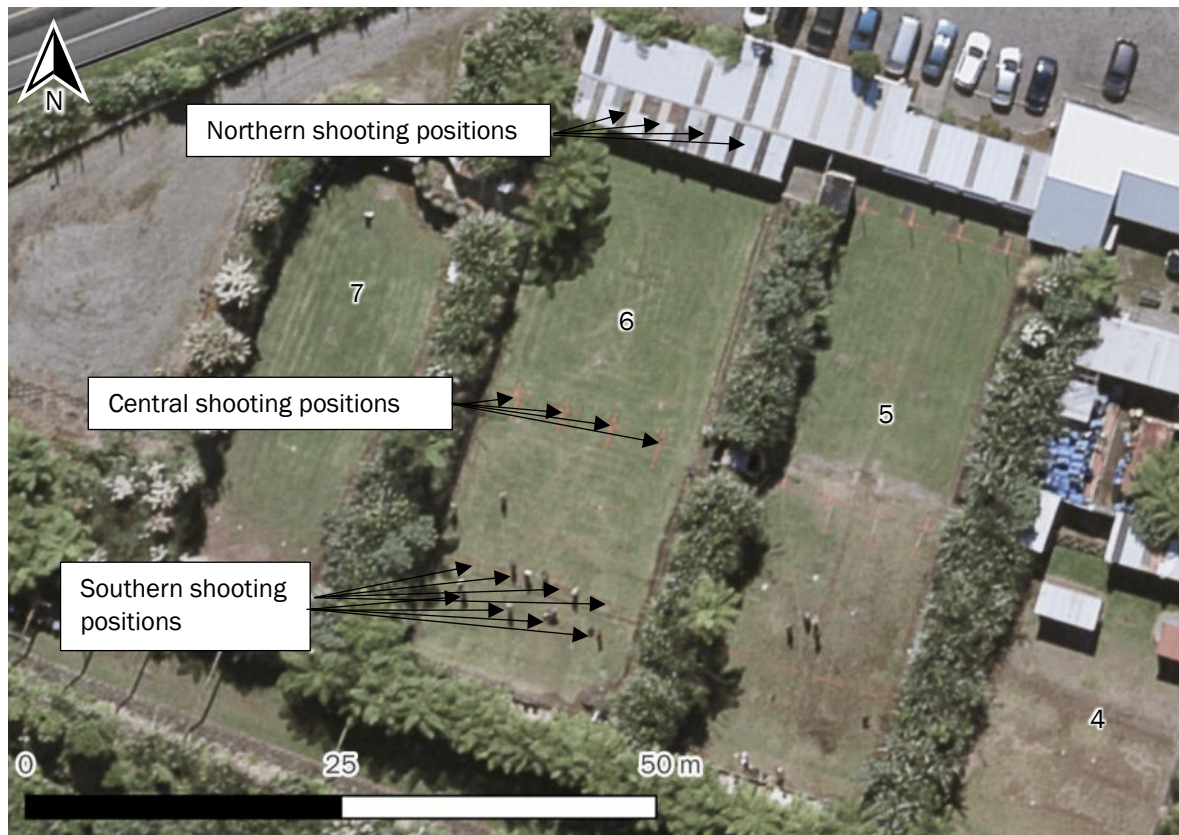 N
Northern shooting positions
7
6
Central shooting positions
5
Southern shooting
positions
4
0
25
50 m